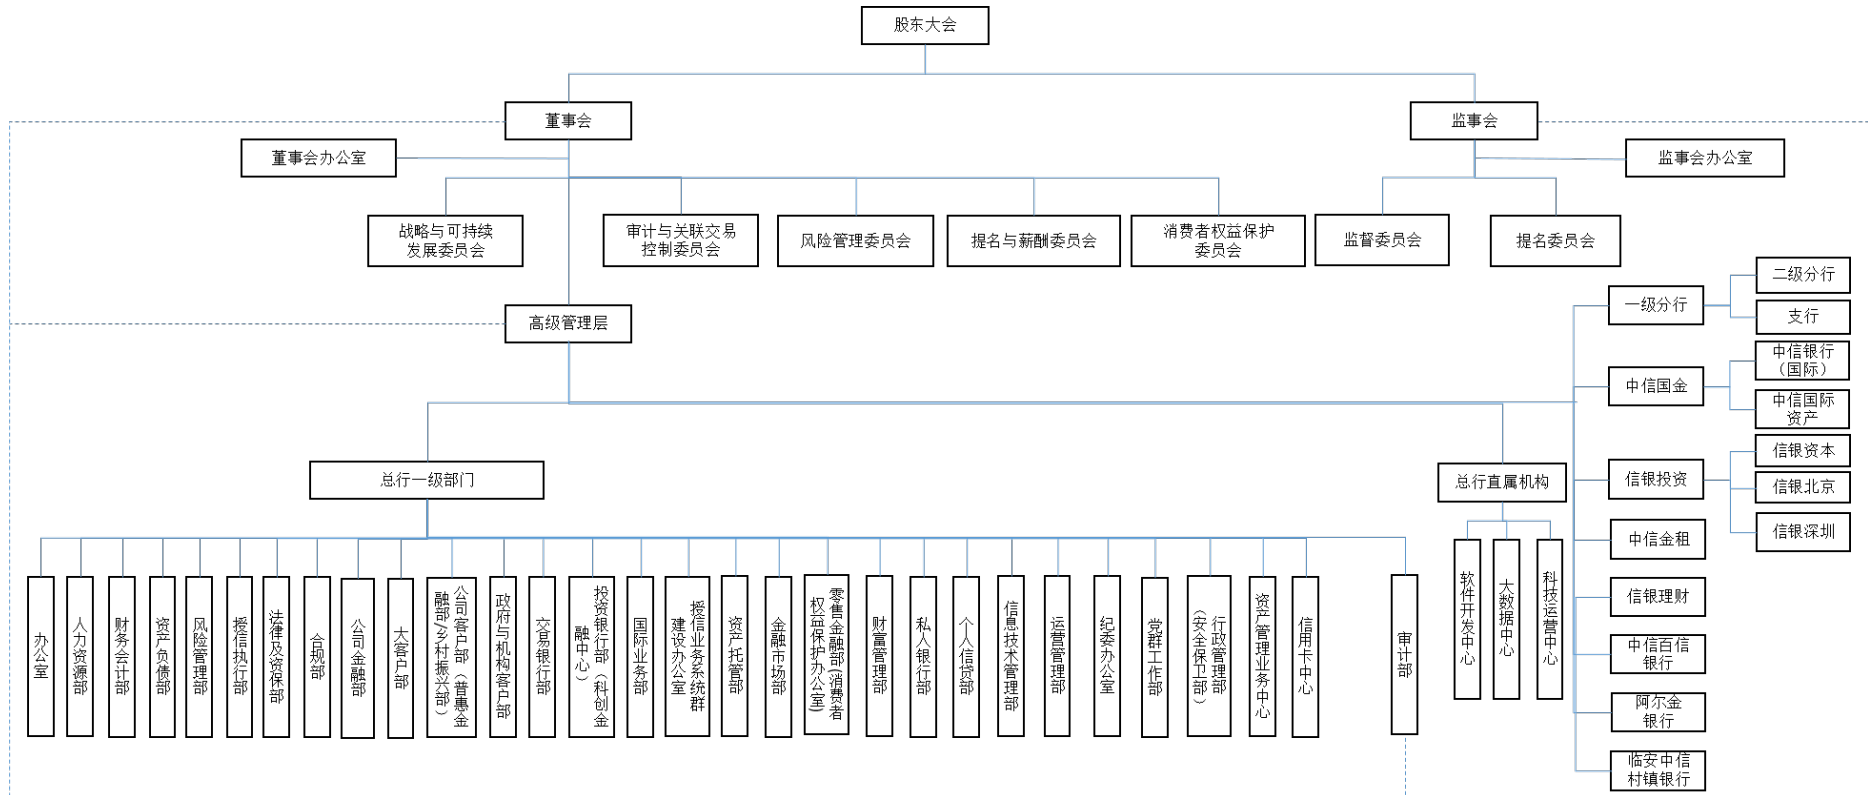 股东大会
董事会
监事会
董事会办公室
监事会办公室
战略与可持续
发展委员会
审计与关联交易
控制委员会
风险管理委员会
提名与薪酬委员会
消费者权益保护
委员会
监督委员会
提名委员会
高级管理层
一级分行
二级分行
支行
中信国金
中信银行
（国际）
中信国际
资产
信银投资
信银资本
信银北京
信银深圳
中信金租
信银理财
中信百信
银行
阿尔金
银行
临安中信
村镇银行
总行一级部门
总行直属机构
办公室
人力资源部
财务会计部
资产负债部
风险管理部
授信执行部
法律及资保部
合规部
公司金融部
大客户部
公司客户部（普惠金
融部/乡村振兴部）
政府与机构客户部
交易银行部
投资银行部（科创金
融中心）
国际业务部
授信业务系统群
建设办公室
资产托管部
金融市场部
零售金融部(消费者
权益保护办公室)
财富管理部
私人银行部
个人信贷部
信息技术管理部
运营管理部
纪委办公室
党群工作部
行政管理部
（安全保卫部）
资产管理业务中心
信用卡中心
审计部
软件开发中心
大数据中心
科技运营中心